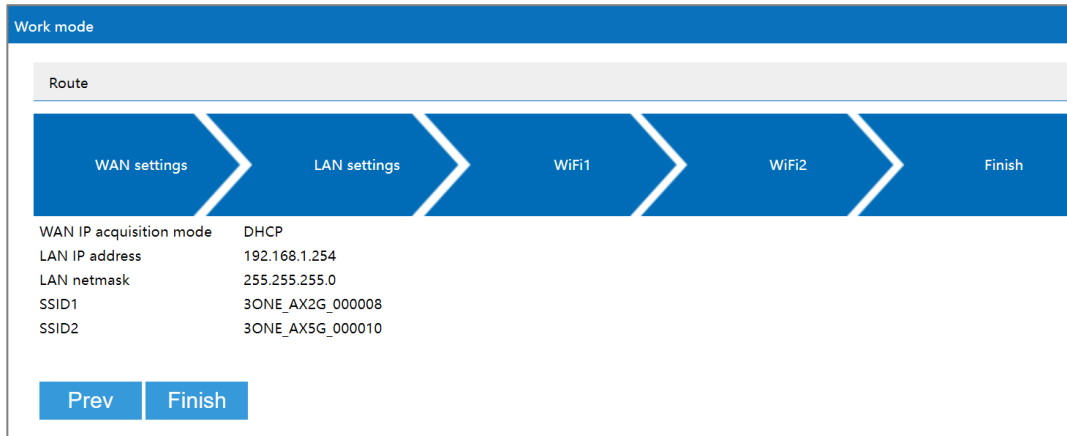 Work mode
Route
WAN settings LAN settings WiFi1 WiFi2 Finish
WAN IP acquisition mode DHCP
LAN IP address 192.168.1.254
LAN netmask 255.255.255.0
SSID1 3ONE_AX2G_000008
SSID2 3ONE_AX5G_000010
Prev Finish